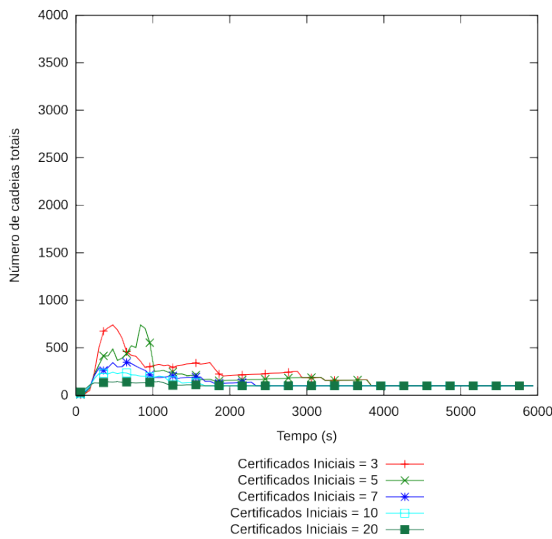 4000
3500
3000
2500
2000
1500
1000
500
0
Número de cadeias totais
0 1000 2000 3000 4000 5000 6000
Tempo (s)
Certificados Iniciais = 3
Certificados Iniciais = 5
Certificados Iniciais = 7
Certificados Iniciais = 10
Certificados Iniciais = 20